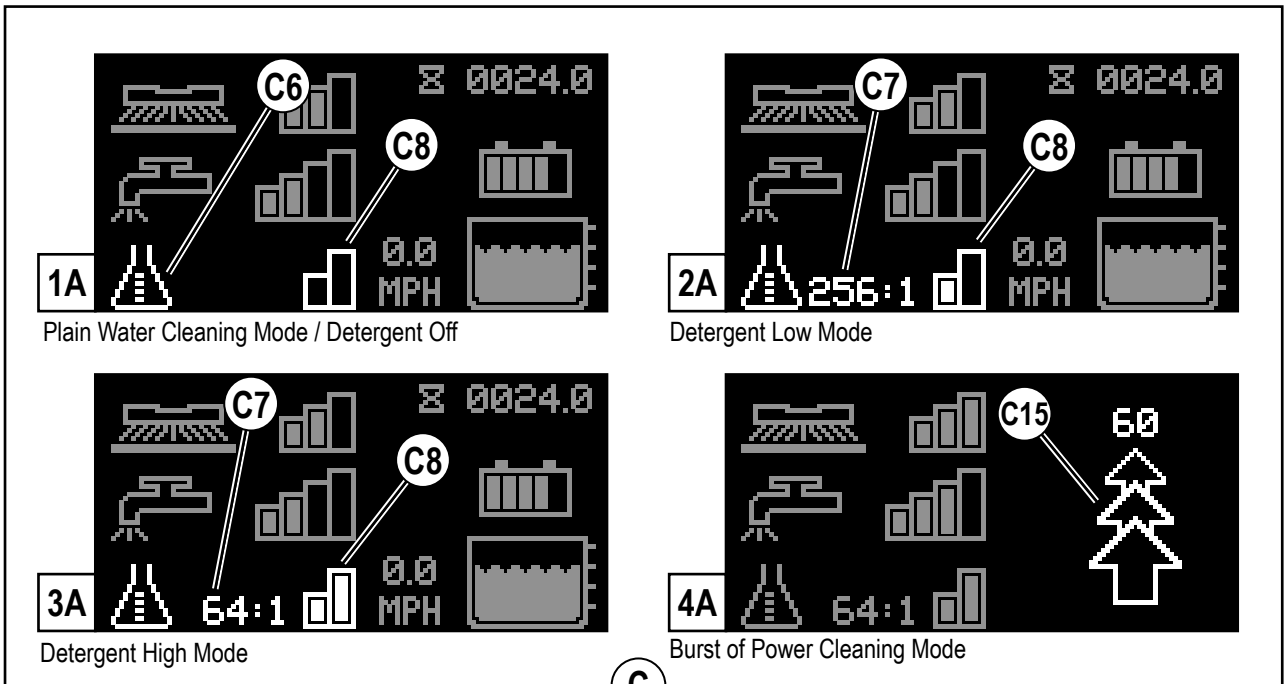 C6
0024.0
C8
0.0
MPH
1A
Plain Water Cleaning Mode / Detergent Off
C7
0024.0
C8
0.0
MPH
256:1
2A
Detergent Low Mode
C7
0024.0
C8
0.0
MPH
64:1
3A
Detergent High Mode
C15
60
64:1
4A
Burst of Power Cleaning Mode
C